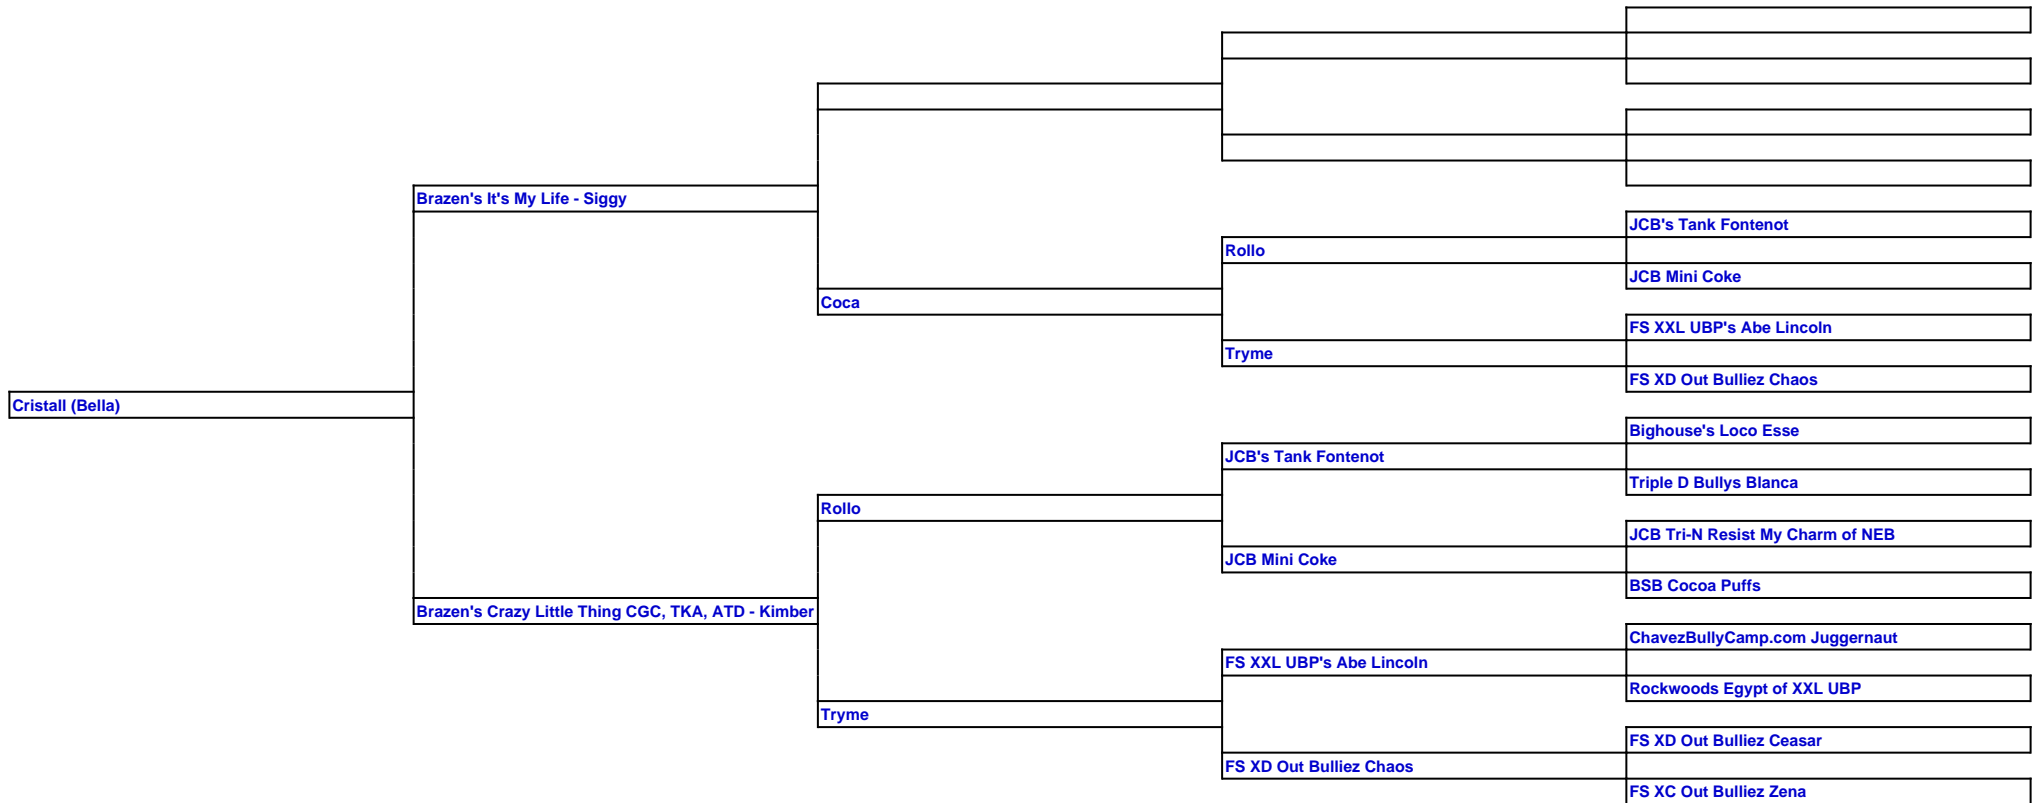 Brazen's It's My Life - Siggy
JCB's Tank Fontenot
Rollo
JCB Mini Coke
Coca
FS XXL UBP's Abe Lincoln
Tryme
FS XD Out Bulliez Chaos
Cristall (Bella)
Bighouse's Loco Esse
JCB's Tank Fontenot
Triple D Bullys Blanca
Rollo
JCB Tri-N Resist My Charm of NEB
JCB Mini Coke
BSB Cocoa Puffs
Brazen's Crazy Little Thing CGC, TKA, ATD - Kimber
ChavezBullyCamp.com Juggernaut
FS XXL UBP's Abe Lincoln
Rockwoods Egypt of XXL UBP
Tryme
FS XD Out Bulliez Ceasar
FS XD Out Bulliez Chaos
FS XC Out Bulliez Zena